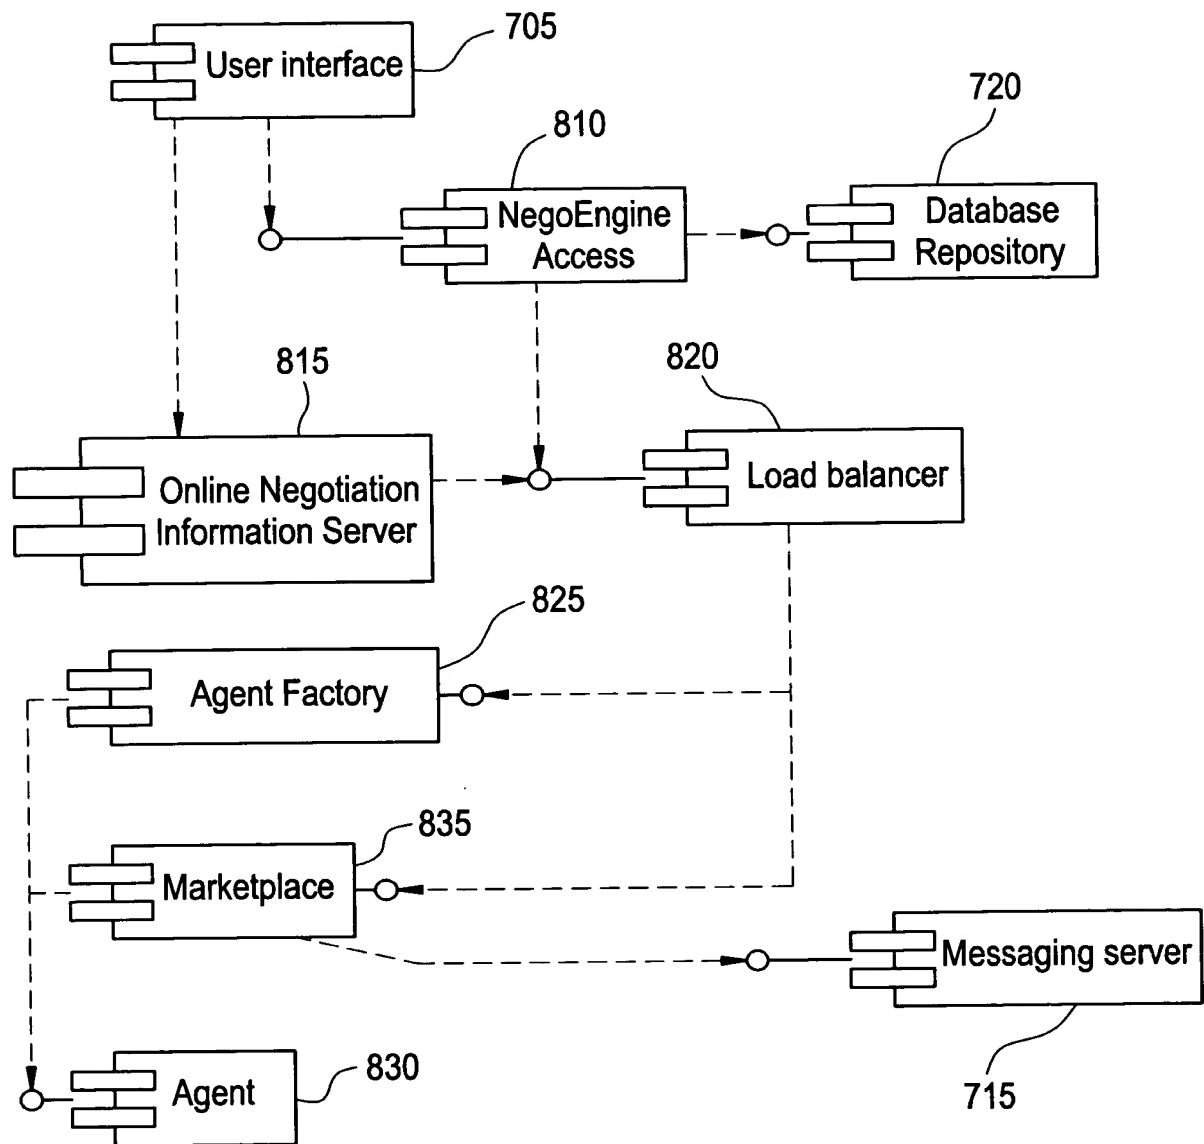 705
User interface
720
810
NegoEngine
Access
Database
Repository
815
820
Online Negotiation
Information Server
Load balancer
825
Agent Factory
835
Marketplace
Messaging server
Agent
830
715